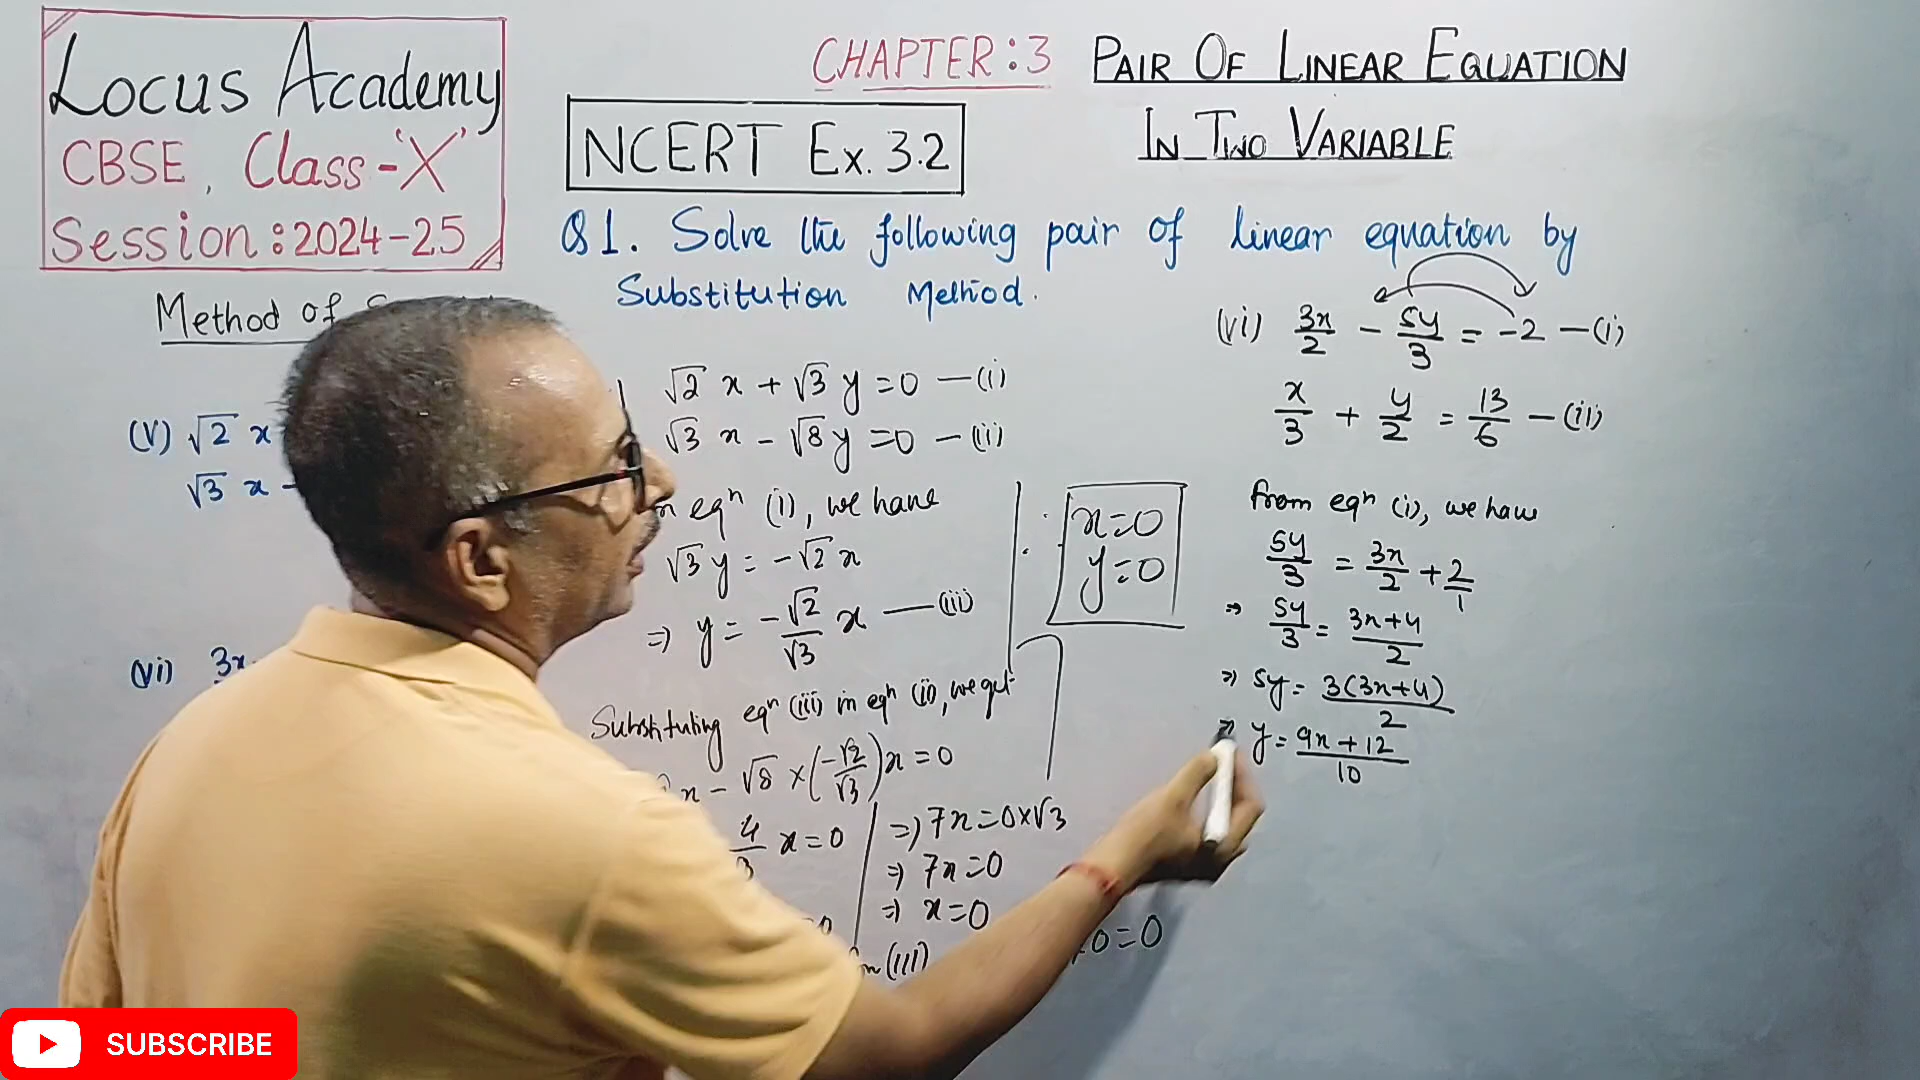 Locus Academy
CBSE, Class-'X'
Session:2024-25
CHAPTER:3 PAIR OF LINEAR EQUATION
IN TWO VARIABLE
NCERT Ex. 3.2
Q1. Solve the following pair of linear equation by
Substitution Method.
Method of
(V) √2 x
√3 x -
(vi) 3x
√2 x + √3 y = 0 —(i)
√3 x - √8 y = 0 —(ii)
eqⁿ (i), we have
√3 y = -√2 x
⇒ y = -√2/√3 x —(iii)
Substituting eqⁿ (iii) in eqⁿ (ii), we get
x - √8 × (-√2/√3) x = 0
4/3 x = 0
⇒ 7x = 0×√3
⇒ 7x = 0
⇒ x = 0
(iii)
0 = 0
∴ x=0
y=0
(vi) 3x/2 - 5y/3 = -2 —(i)
x/3 + y/2 = 13/6 —(ii)
from eqⁿ (i), we have
5y/3 = 3x/2 + 2/1
⇒ 5y/3 = 3x+4/2
⇒ 5y = 3(3x+4)/2
⇒ y = 9x+12/10
SUBSCRIBE